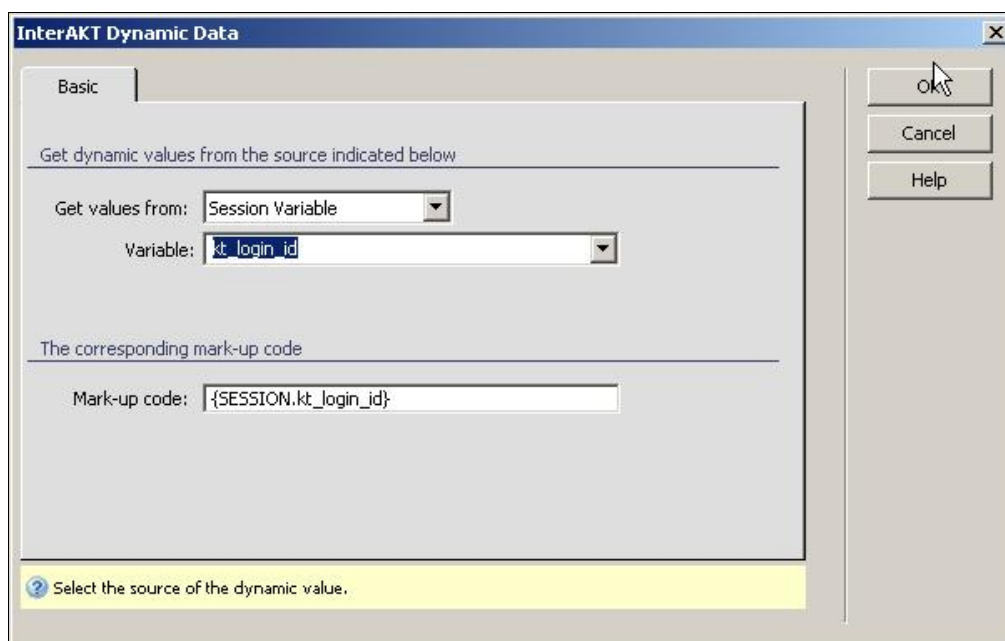 InterAKT Dynamic Data
Basic
Get dynamic values from the source indicated below
Get values from: Session Variable
Variable: kt_login_id
The corresponding mark-up code
Mark-up code: {SESSION.kt_login_id}
Select the source of the dynamic value.
OK
Cancel
Help